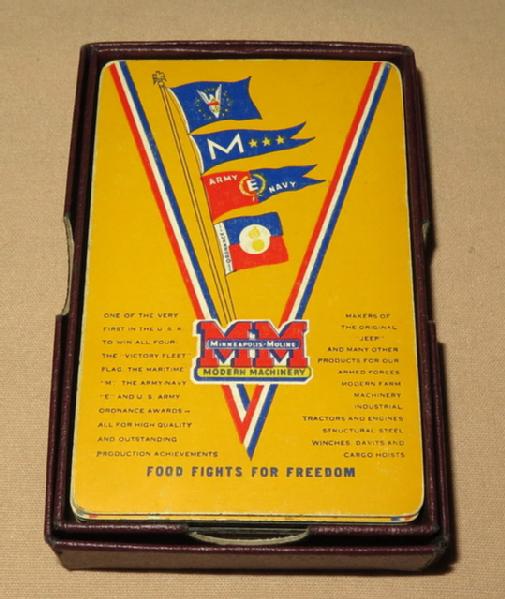 M
ARMY E NAVY
ORDNANCE
MM
MINNEAPOLIS-MOLINE
MODERN MACHINERY
ONE OF THE VERY
FIRST IN THE U.S.A.
TO WIN ALL FOUR:
THE "VICTORY FLEET"
FLAG, THE MARITIME
"M", THE ARMY-NAVY
"E" AND U.S. ARMY
ORDNANCE AWARDS —
ALL FOR HIGH QUALITY
AND OUTSTANDING
PRODUCTION ACHIEVEMENTS
MAKERS OF
THE ORIGINAL
"JEEP"
AND MANY OTHER
PRODUCTS FOR OUR
ARMED FORCES.
MODERN FARM
MACHINERY
INDUSTRIAL
TRACTORS AND ENGINES
STRUCTURAL STEEL
WINCHES, DAVITS AND
CARGO HOISTS
FOOD FIGHTS FOR FREEDOM